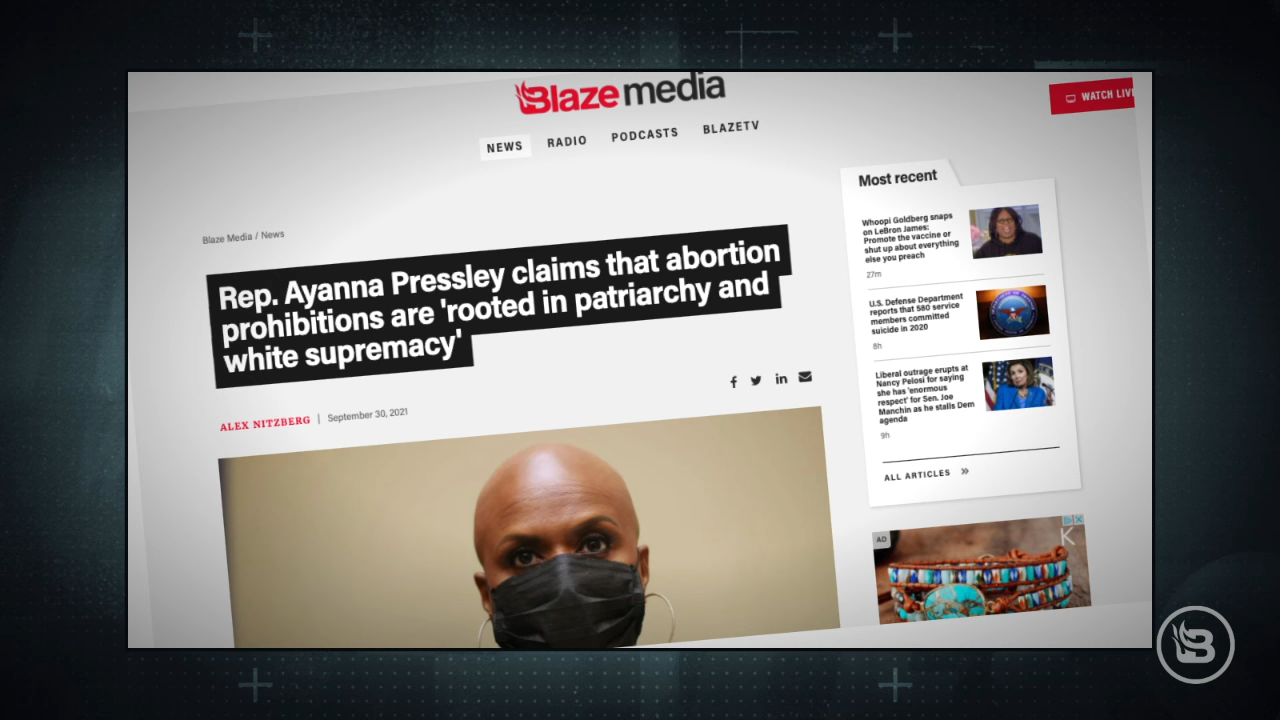 Blaze media
WATCH LIV
NEWS RADIO PODCASTS BLAZETV
Blaze Media / News
Rep. Ayanna Pressley claims that abortion
prohibitions are 'rooted in patriarchy and
white supremacy'
ALEX NITZBERG | September 30, 2021
Most recent
Whoopi Goldberg snaps
on LeBron James:
Promote the vaccine or
shut up about everything
else you preach
27m
U.S. Defense Department
reports that 580 service
members committed
suicide in 2020
8h
Liberal outrage erupts at
Nancy Pelosi for saying
she has 'enormous
respect' for Sen. Joe
Manchin as he stalls Dem
agenda
9h
ALL ARTICLES »
AD
K
B